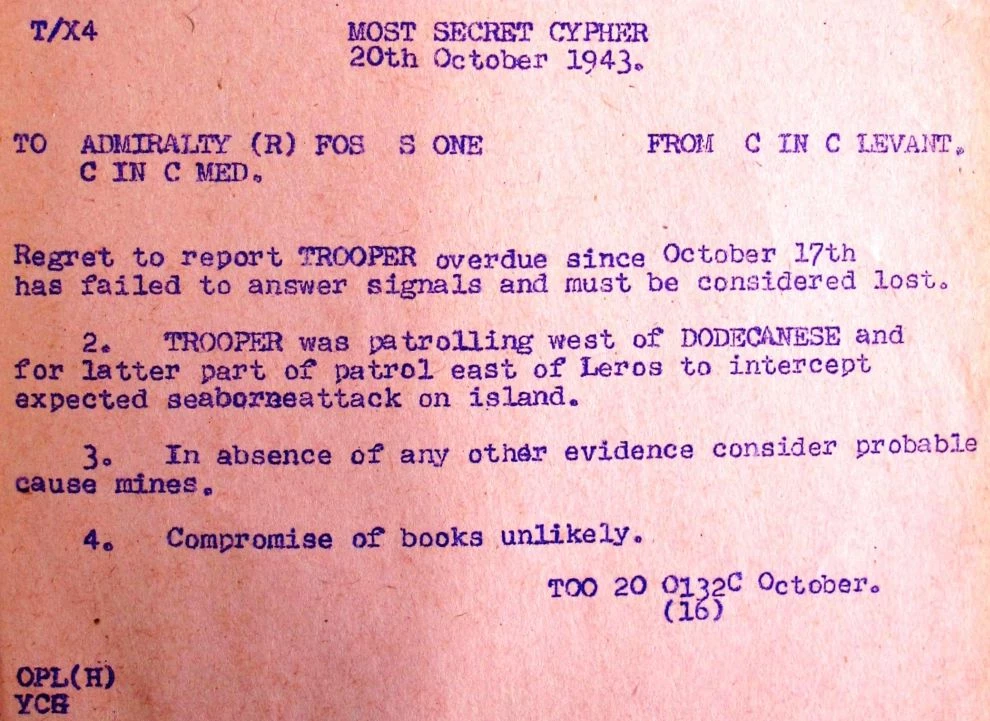 T/X4 MOST SECRET CYPHER
20th October 1943.
TO ADMIRALTY (R) FOS S ONE FROM C IN C LEVANT.
C IN C MED.
Regret to report TROOPER overdue since October 17th
has failed to answer signals and must be considered lost.
2. TROOPER was patrolling west of DODECANESE and
for latter part of patrol east of Leros to intercept
expected seaborneattack on island.
3. In absence of any other evidence consider probable
cause mines.
4. Compromise of books unlikely.
TOO 20 0132C October.
(16)
OPL(H)